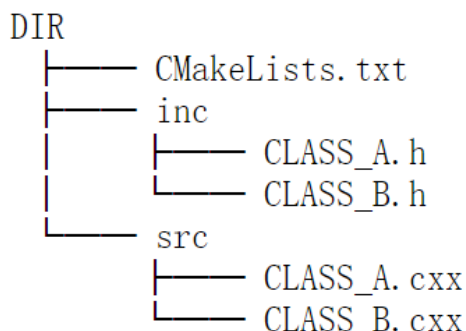 DIR
CMakeLists.txt
inc
CLASS_A.h
CLASS_B.h
src
CLASS_A.cxx
CLASS_B.cxx